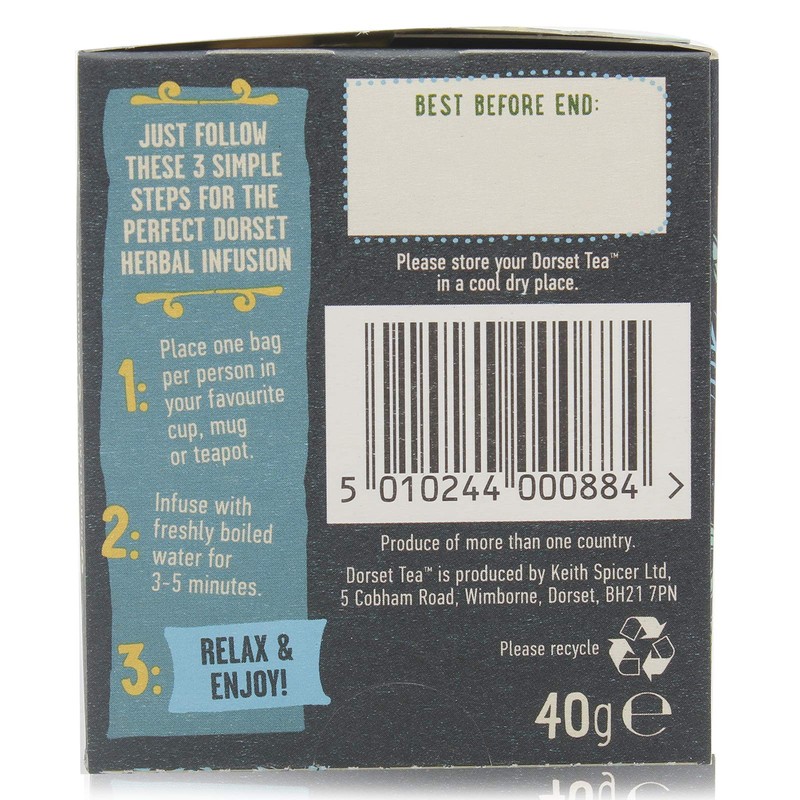 JUST FOLLOW
THESE 3 SIMPLE
STEPS FOR THE
PERFECT DORSET
HERBAL INFUSION
1: Place one bag
per person in
your favourite
cup, mug
or teapot.
2: Infuse with
freshly boiled
water for
3-5 minutes.
3: RELAX &
ENJOY!
BEST BEFORE END:
Please store your Dorset Tea™
in a cool dry place.
5 010244 000884 >
Produce of more than one country.
Dorset Tea™ is produced by Keith Spicer Ltd,
5 Cobham Road, Wimborne, Dorset, BH21 7PN
Please recycle
40g ℮